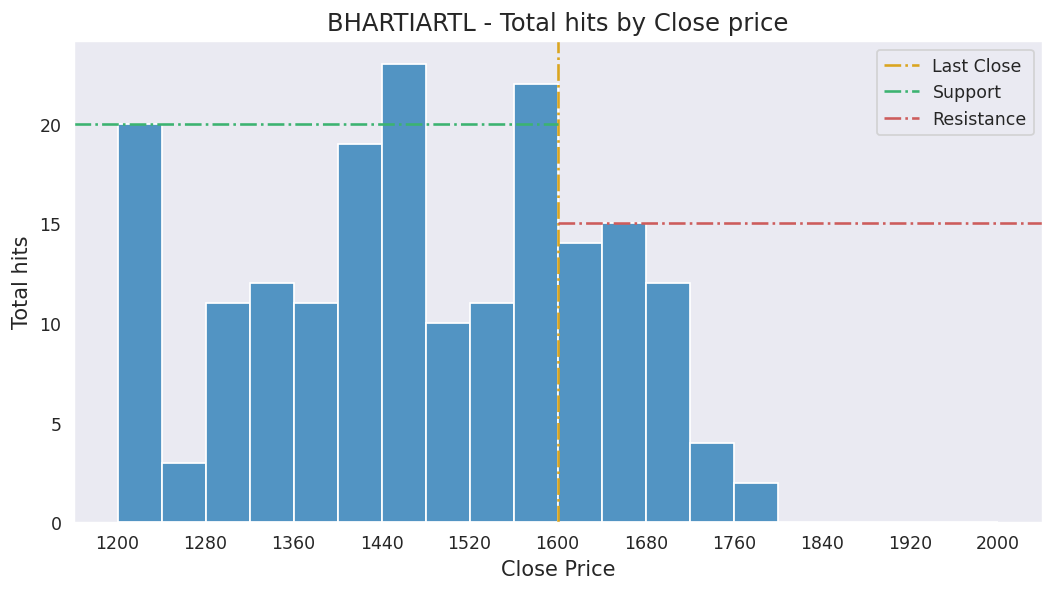 BHARTIARTL - Total hits by Close price
Last Close
Support
Resistance
Total hits
20
15
10
5
0
1200 1280 1360 1440 1520 1600 1680 1760 1840 1920 2000
Close Price